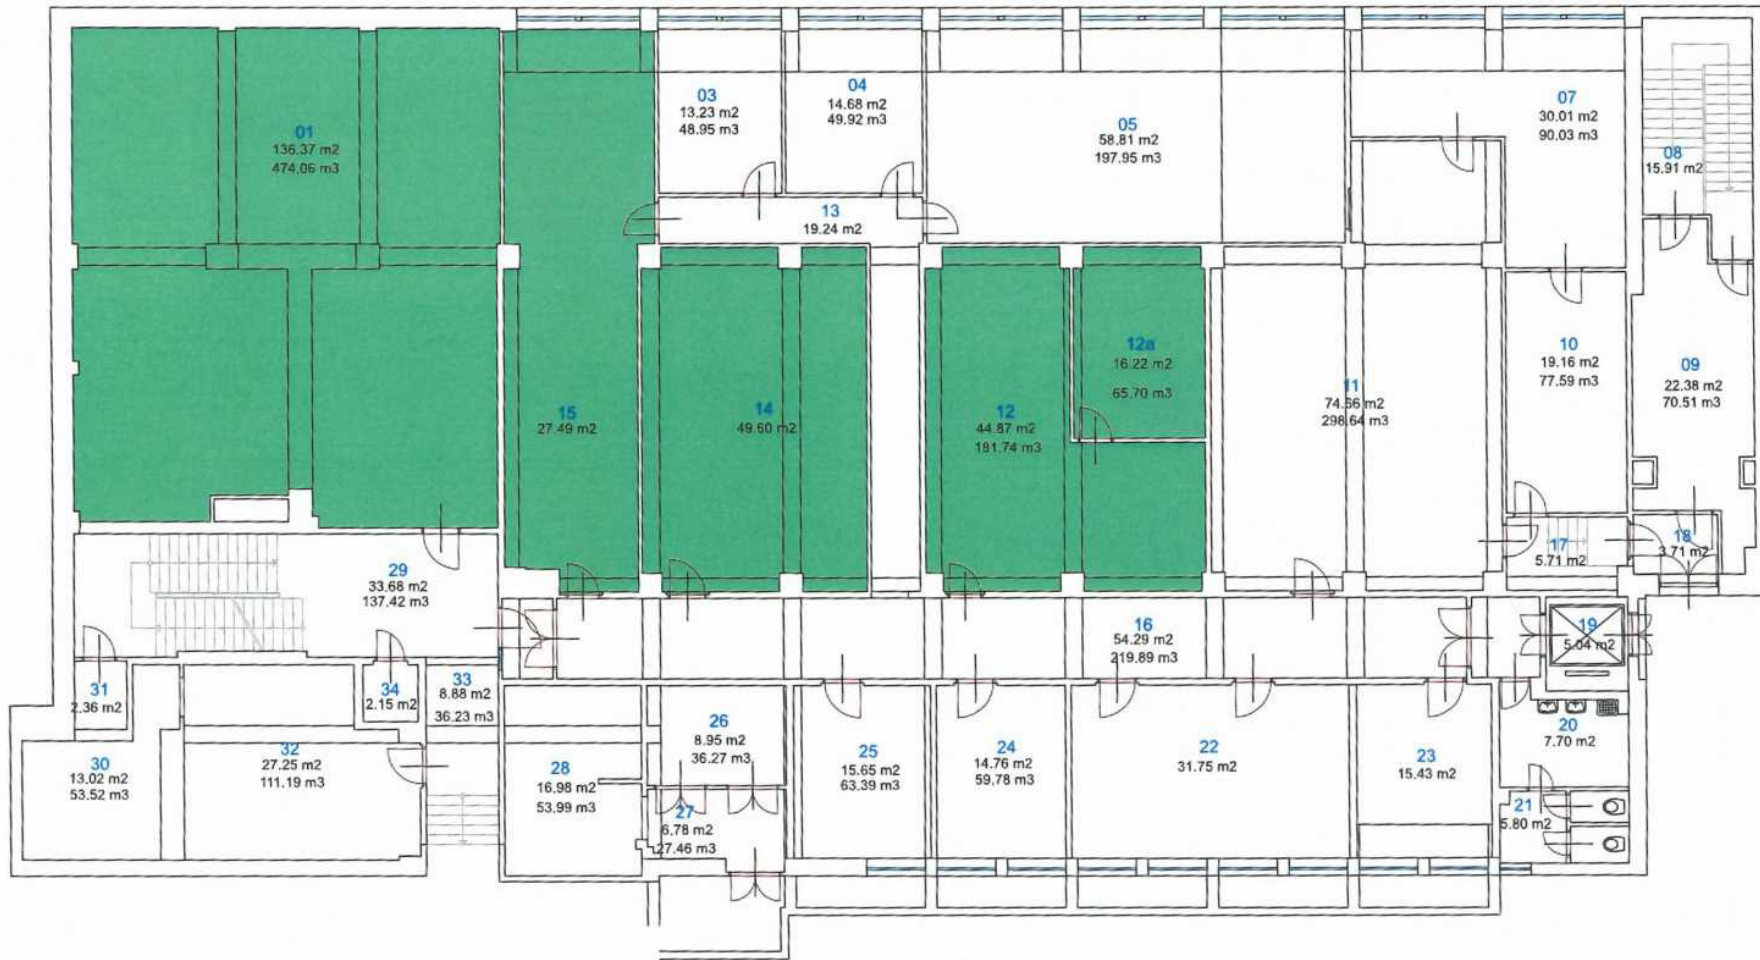 01
136.37 m2
474.06 m3
03
13.23 m2
48.95 m3
04
14.68 m2
49.92 m3
05
58.81 m2
197.95 m3
07
30.01 m2
90.03 m3
08
15.91 m2
13
19.24 m2
15
27.49 m2
14
49.60 m2
12
44.87 m2
181.74 m3
12a
16.22 m2
65.70 m3
11
74.66 m2
298.64 m3
10
19.16 m2
77.59 m3
09
22.38 m2
70.51 m3
17
5.71 m2
18
3.71 m2
29
33.68 m2
137.42 m3
16
54.29 m2
219.89 m3
19
5.04 m2
31
2.36 m2
34
2.15 m2
33
8.88 m2
36.23 m3
30
13.02 m2
53.52 m3
32
27.25 m2
111.19 m3
28
16.98 m2
53.99 m3
26
8.95 m2
36.27 m3
27
6.78 m2
27.46 m3
25
15.65 m2
63.39 m3
24
14.76 m2
59.78 m3
22
31.75 m2
23
15.43 m2
20
7.70 m2
21
5.80 m2